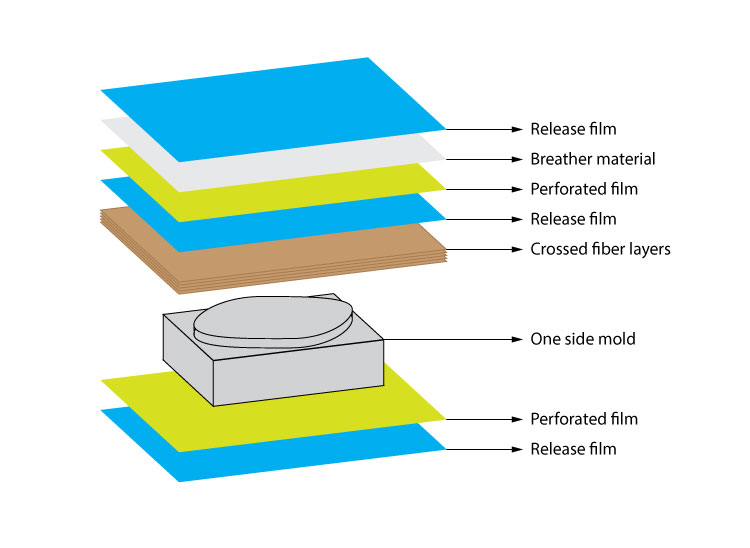 Release film
Breather material
Perforated film
Release film
Crossed fiber layers
One side mold
Perforated film
Release film